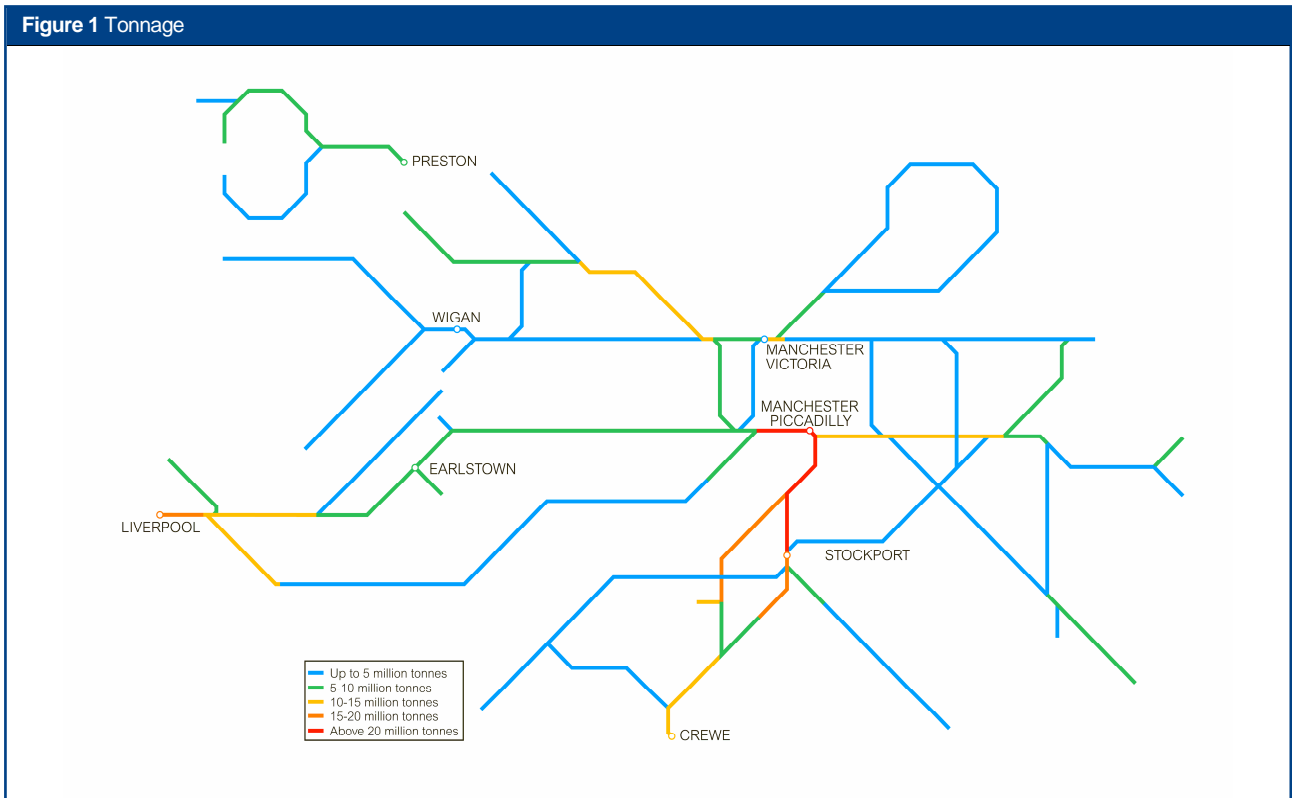 Figure 1 Tonnage
PRESTON
WIGAN
MANCHESTER
VICTORIA
MANCHESTER
PICCADILLY
EARLSTOWN
LIVERPOOL
STOCKPORT
Up to 5 million tonnes
5 10 million tonnes
10-15 million tonnes
15-20 million tonnes
Above 20 million tonnes
CREWE